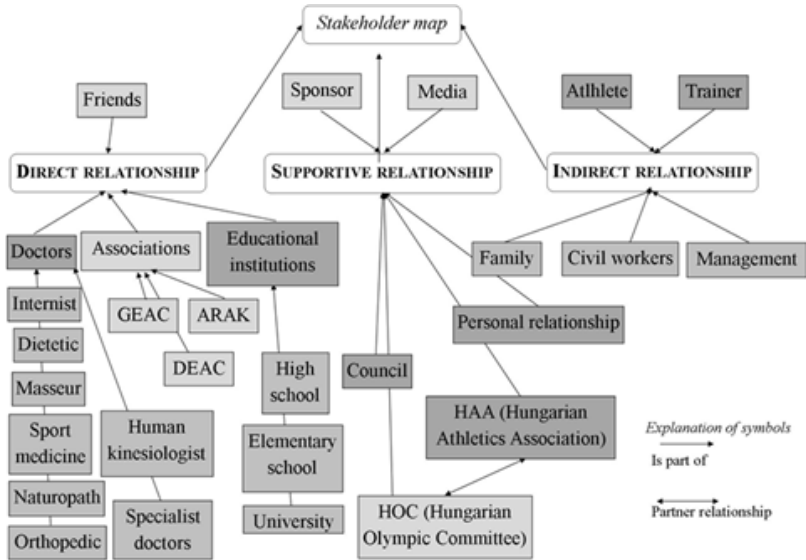 Stakeholder map
Friends
Sponsor
Media
Atlhlete
Trainer
DIRECT RELATIONSHIP
SUPPORTIVE RELATIONSHIP
INDIRECT RELATIONSHIP
Doctors
Associations
Educational
institutions
Family
Civil workers
Management
Internist
GEAC
ARAK
Personal relationship
Dietetic
DEAC
High
school
Council
Masseur
HAA (Hungarian
Athletics Association)
Sport
medicine
Human
kinesiologist
Elementary
school
Naturopath
Specialist
doctors
University
HOC (Hungarian
Olympic Committee)
Orthopedic
Explanation of symbols
Is part of
Partner relationship